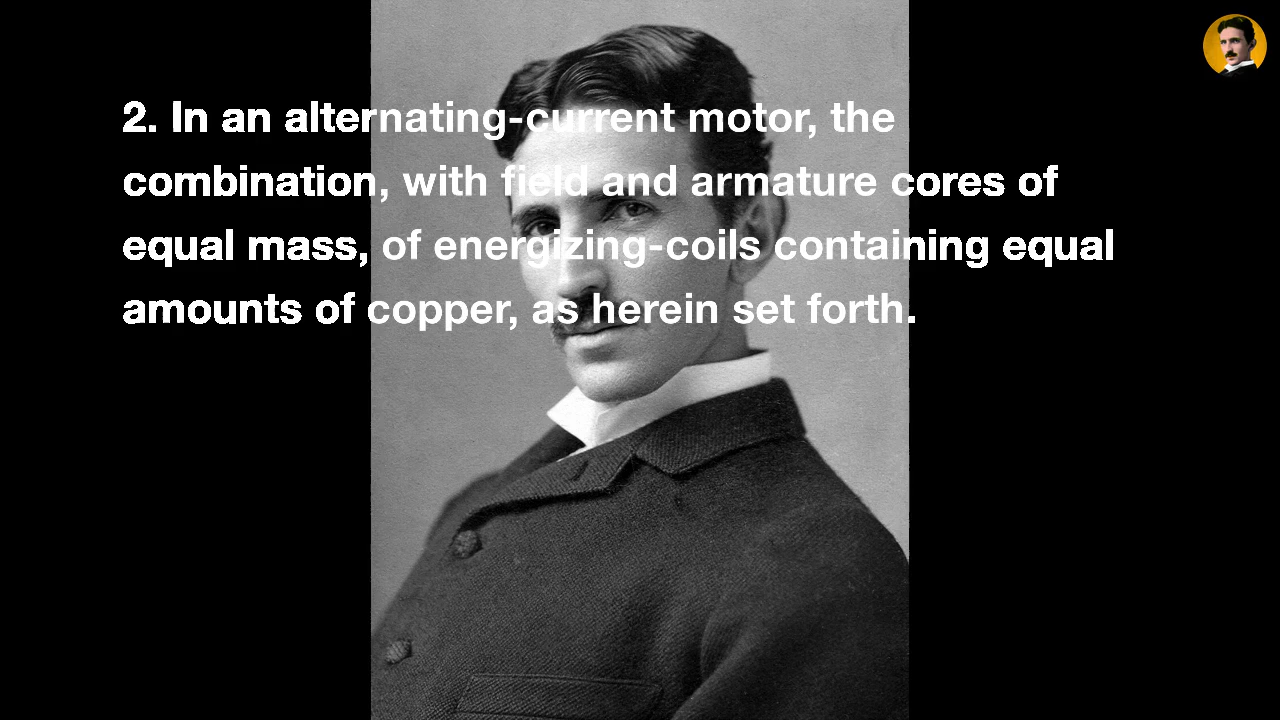 2. In an alternating-current motor, the
combination, with field and armature cores of
equal mass, of energizing-coils containing equal
amounts of copper, as herein set forth.